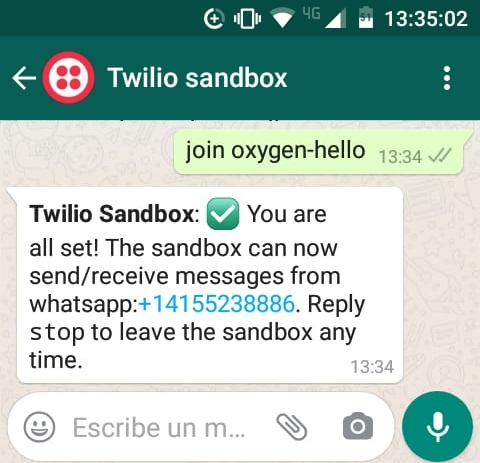 4G 13:35:02
Twilio sandbox
join oxygen-hello 13:34
Twilio Sandbox: ✅ You are
all set! The sandbox can now
send/receive messages from
whatsapp:+14155238886. Reply
stop to leave the sandbox any
time. 13:34
Escribe un m...